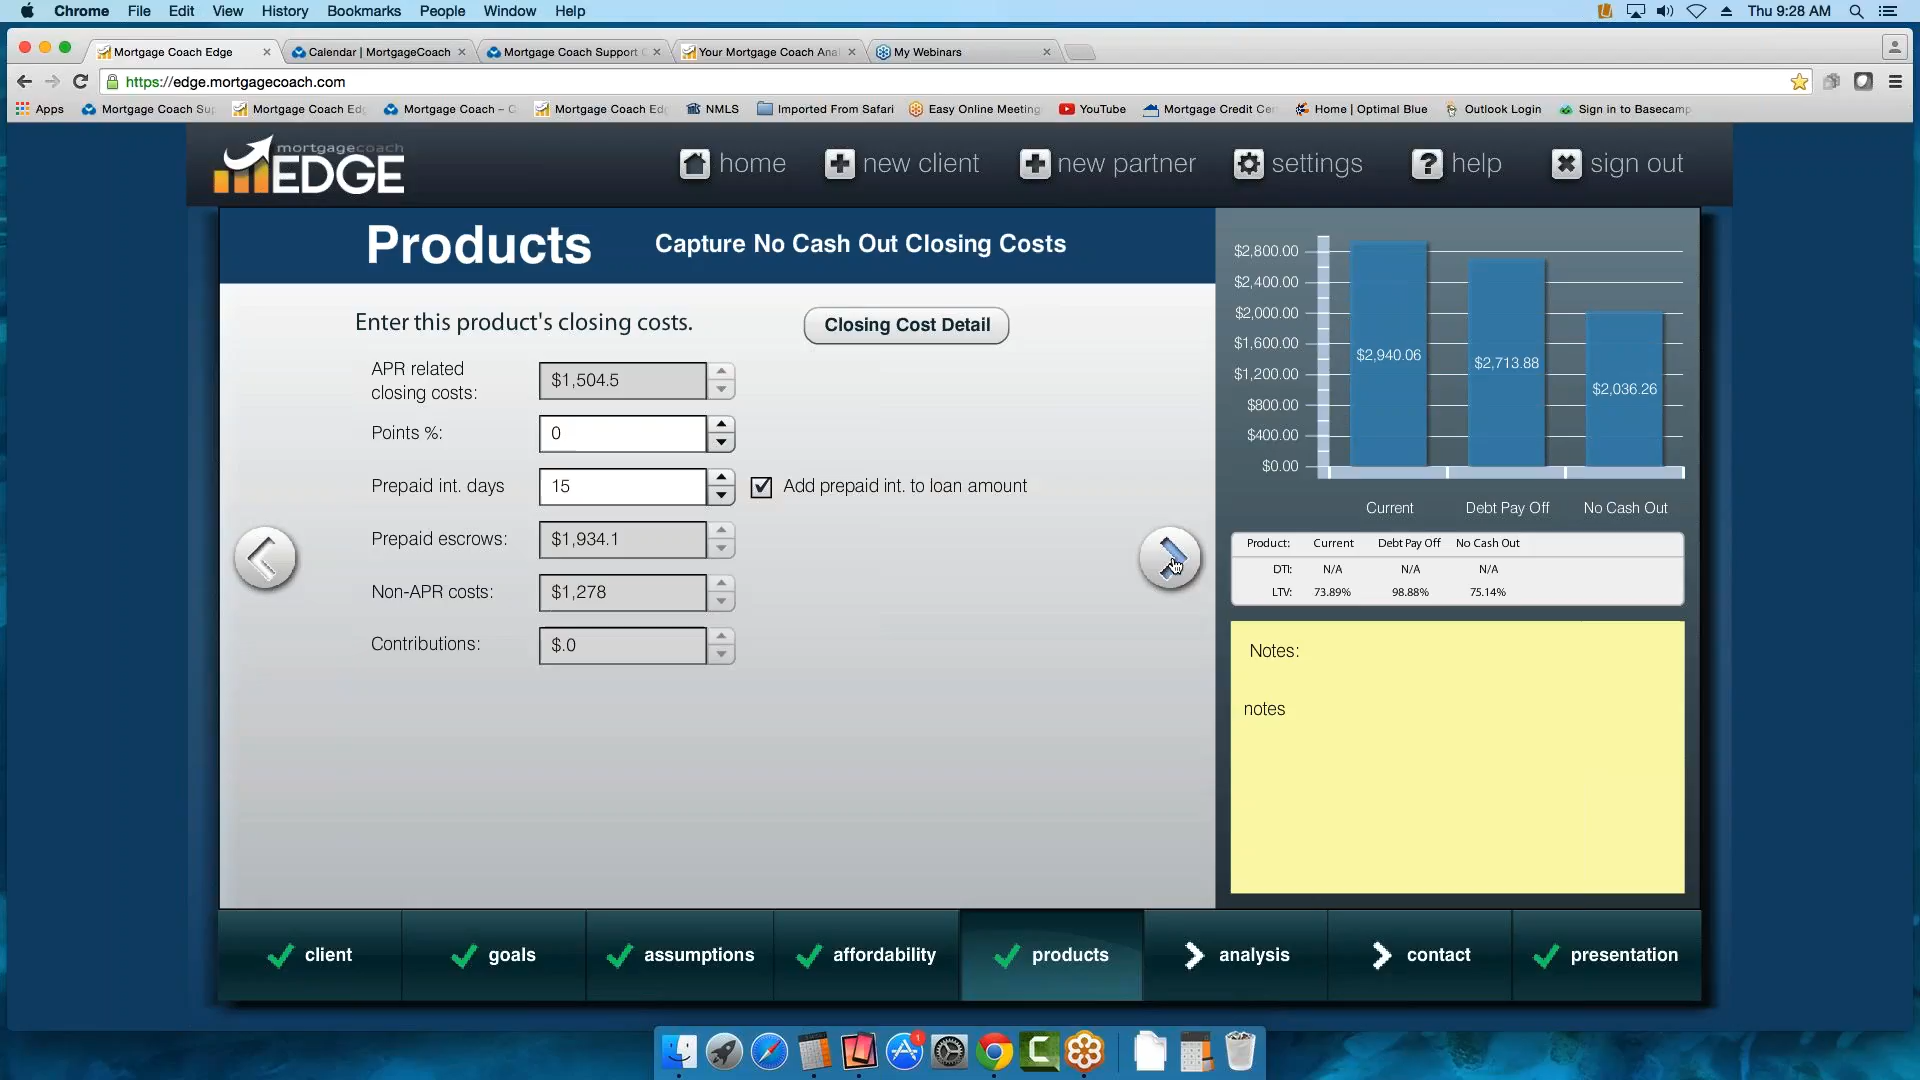 Chrome File Edit View History Bookmarks People Window Help Thu 9:28 AM
Mortgage Coach Edge Calendar | MortgageCoach Mortgage Coach Support Your Mortgage Coach Ana My Webinars
https://edge.mortgagecoach.com
Apps Mortgage Coach Su Mortgage Coach Ed Mortgage Coach – C Mortgage Coach Ed NMLS Imported From Safari Easy Online Meeting YouTube Mortgage Credit Cer Home | Optimal Blue Outlook Login Sign in to Basecamp
mortgagecoach
EDGE
home new client new partner settings help sign out
Products Capture No Cash Out Closing Costs
Enter this product's closing costs. Closing Cost Detail
APR related
closing costs: $1,504.5
Points %: 0
Prepaid int. days 15 Add prepaid int. to loan amount
Prepaid escrows: $1,934.1
Non-APR costs: $1,278
Contributions: $.0
$2,800.00
$2,400.00
$2,000.00
$1,600.00
$1,200.00
$800.00
$400.00
$0.00
$2,940.06 $2,713.88 $2,036.26
Current Debt Pay Off No Cash Out
Product: Current Debt Pay Off No Cash Out
DTI: N/A N/A N/A
LTV: 73.89% 98.88% 75.14%
Notes:
notes
client goals assumptions affordability products analysis contact presentation
1